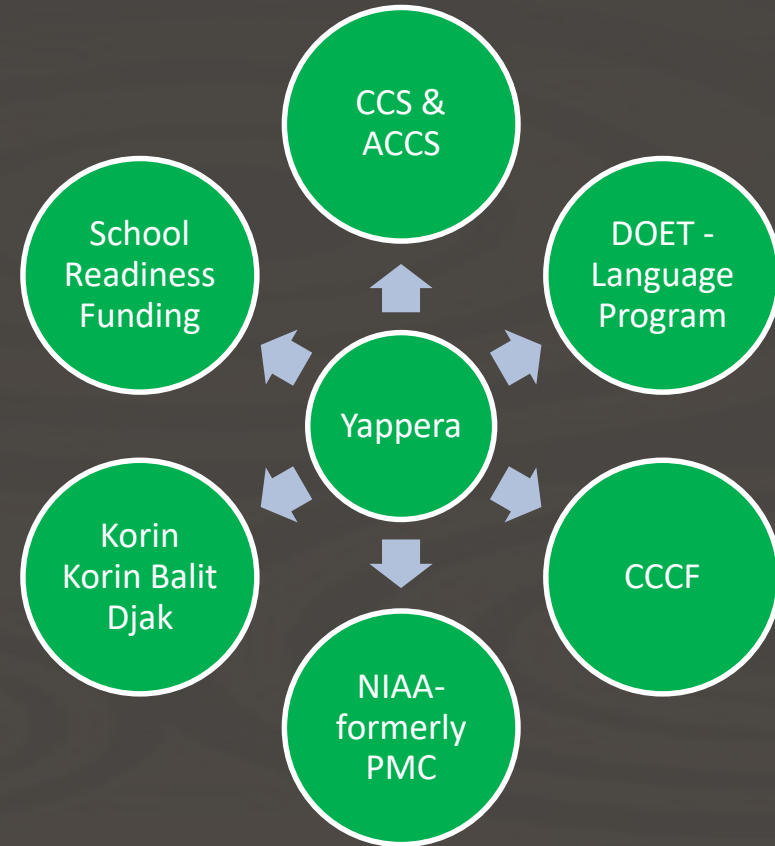 CCS &
ACCS
School
Readiness
Funding
DOET -
Language
Program
Yappera
Korin
Korin Balit
Djak
CCCF
NIAA-
formerly
PMC